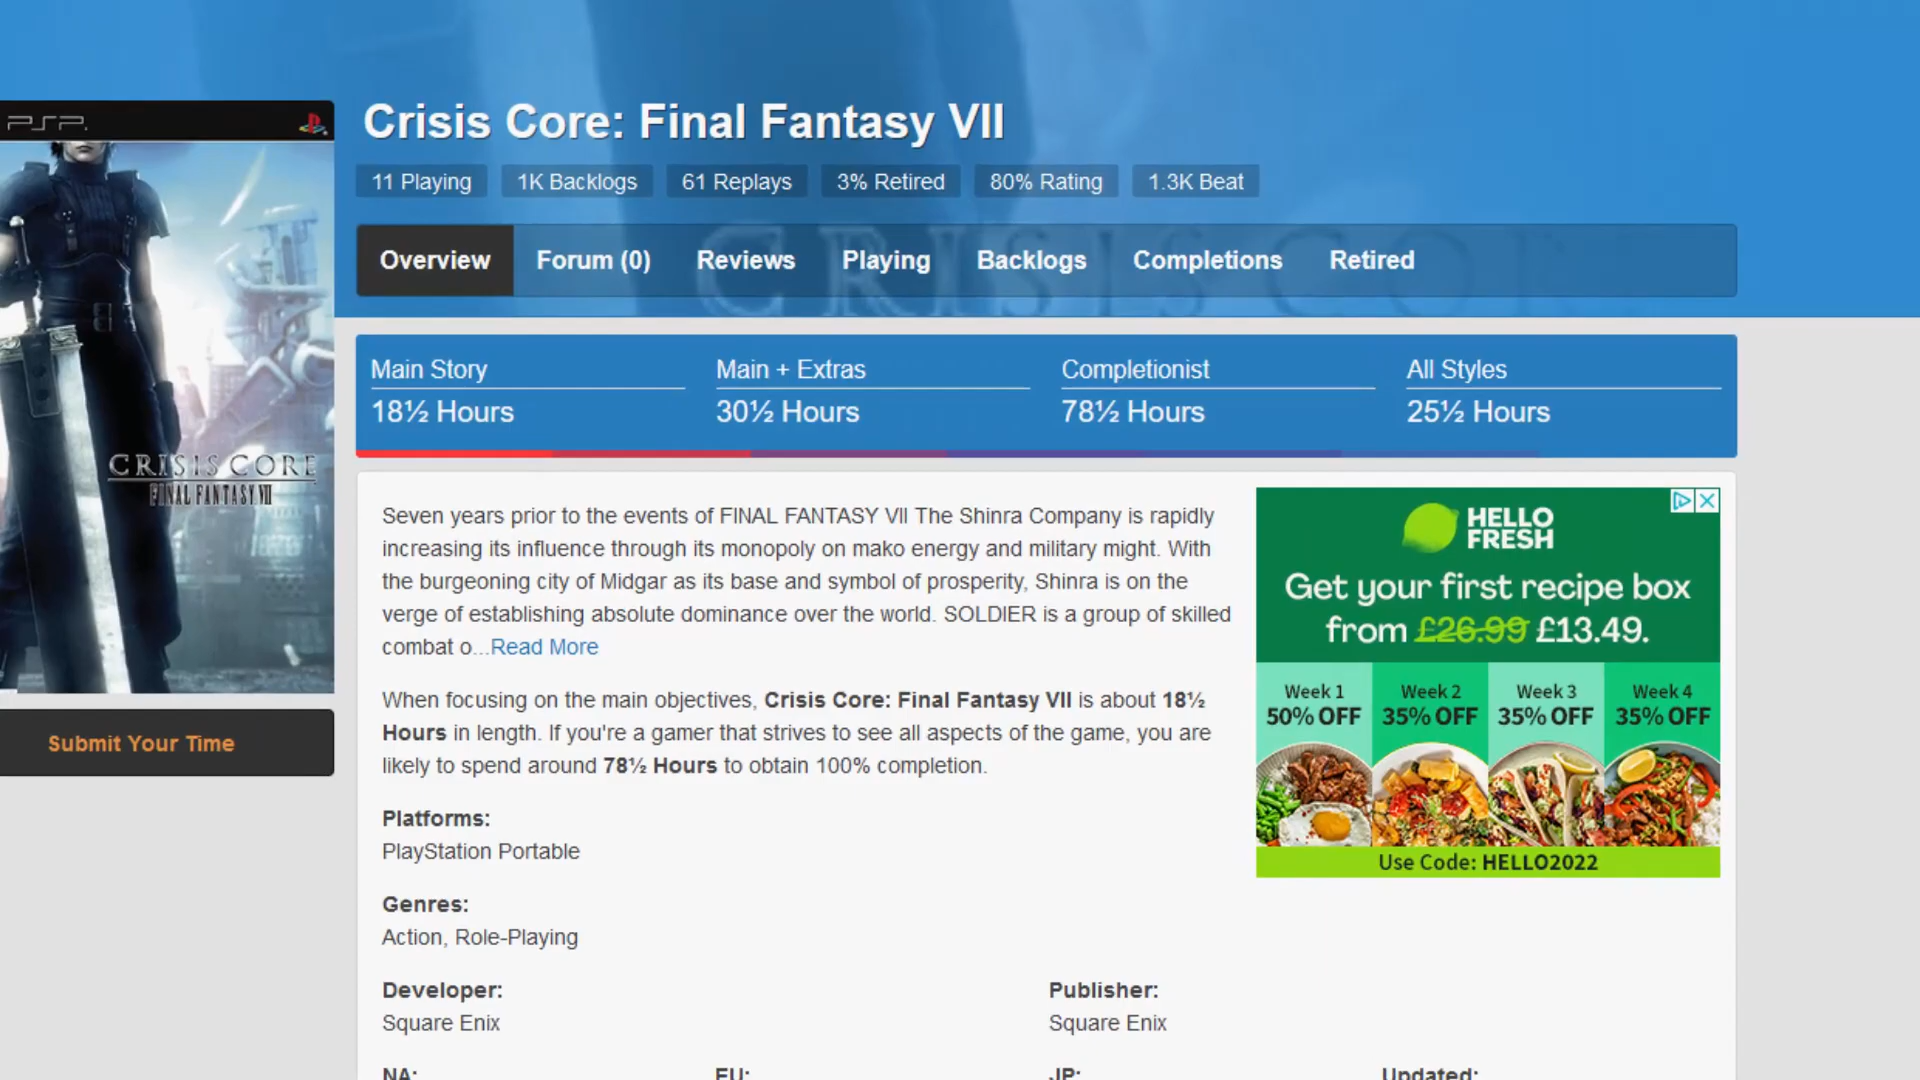 PSP
Crisis Core: Final Fantasy VII
11 Playing 1K Backlogs 61 Replays 3% Retired 80% Rating 1.3K Beat
Overview Forum (0) Reviews Playing Backlogs Completions Retired
CRISIS COR
Main Story Main + Extras Completionist All Styles
18½ Hours 30½ Hours 78½ Hours 25½ Hours
CRISIS CORE
FINAL FANTASY VII
Seven years prior to the events of FINAL FANTASY VII The Shinra Company is rapidly
increasing its influence through its monopoly on mako energy and military might. With
the burgeoning city of Midgar as its base and symbol of prosperity, Shinra is on the
verge of establishing absolute dominance over the world. SOLDIER is a group of skilled
combat o...Read More
When focusing on the main objectives, Crisis Core: Final Fantasy VII is about 18½
Hours in length. If you're a gamer that strives to see all aspects of the game, you are
likely to spend around 78½ Hours to obtain 100% completion.
HELLO
FRESH
Get your first recipe box
from £26.99 £13.49.
Week 1 Week 2 Week 3 Week 4
50% OFF 35% OFF 35% OFF 35% OFF
Use Code: HELLO2022
Submit Your Time
Platforms:
PlayStation Portable
Genres:
Action, Role-Playing
Developer: Publisher:
Square Enix Square Enix
NA: EU: JP: Updated: